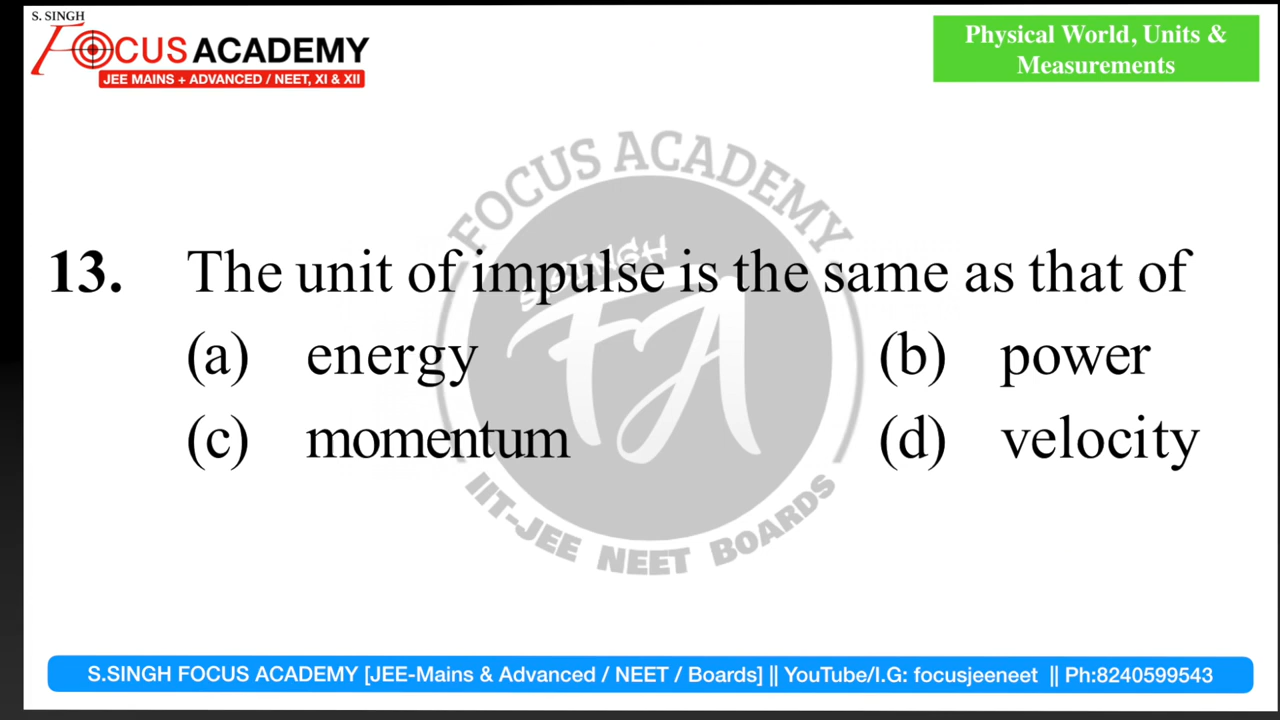 S. SINGH
FOCUS ACADEMY
JEE MAINS + ADVANCED / NEET, XI & XII
Physical World, Units &
Measurements
FOCUS ACADEMY
S.SINGH
FA
IIT-JEE NEET BOARDS
13. The unit of impulse is the same as that of
(a) energy (b) power
(c) momentum (d) velocity
S.SINGH FOCUS ACADEMY [JEE-Mains & Advanced / NEET / Boards] || YouTube/I.G: focusjeeneet || Ph:8240599543